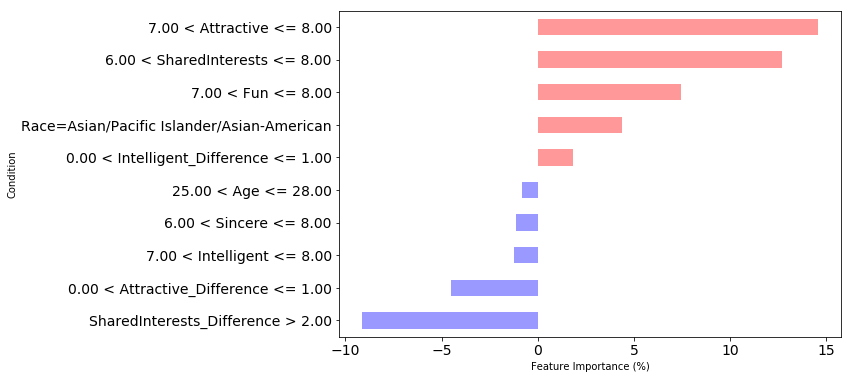 7.00 < Attractive <= 8.00
6.00 < SharedInterests <= 8.00
7.00 < Fun <= 8.00
Race=Asian/Pacific Islander/Asian-American
0.00 < Intelligent_Difference <= 1.00
25.00 < Age <= 28.00
6.00 < Sincere <= 8.00
7.00 < Intelligent <= 8.00
0.00 < Attractive_Difference <= 1.00
SharedInterests_Difference > 2.00
Condition
−10 −5 0 5 10 15
Feature Importance (%)